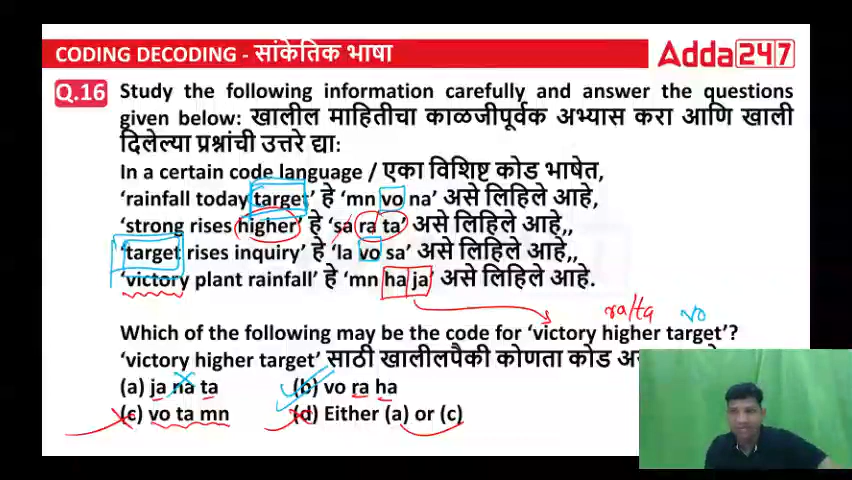 CODING DECODING - सांकेतिक भाषा
Adda247
Q.16 Study the following information carefully and answer the questions
given below: खालील माहितीचा काळजीपूर्वक अभ्यास करा आणि खाली
दिलेल्या प्रश्नांची उत्तरे द्या:
In a certain code language / एका विशिष्ट कोड भाषेत,
‘rainfall today target’ हे ‘mn vo na’ असे लिहिले आहे,
‘strong rises higher’ हे ‘sa ra ta’ असे लिहिले आहे,,
‘target rises inquiry’ हे ‘la vo sa’ असे लिहिले आहे,,
‘victory plant rainfall’ हे ‘mn ha ja’ असे लिहिले आहे.
ra/ta vo
Which of the following may be the code for ‘victory higher target’?
‘victory higher target’ साठी खालीलपैकी कोणता कोड
(a) ja na ta (b) vo ra ha
(c) vo ta mn (d) Either (a) or (c)